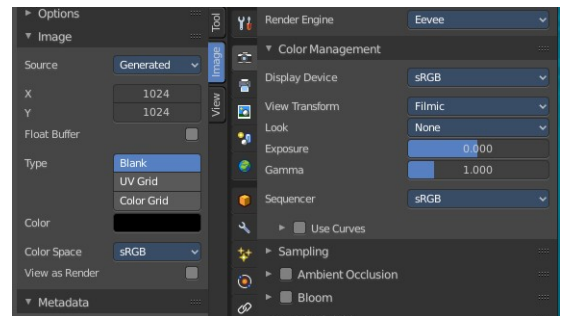 Options
Image
Source Generated
X 1024
Y 1024
Float Buffer
Type Blank
UV Grid
Color Grid
Color
Color Space sRGB
View as Render
Metadata
Tool
Image
View
Render Engine Eevee
Color Management
Display Device sRGB
View Transform Filmic
Look None
Exposure 0.000
Gamma 1.000
Sequencer sRGB
Use Curves
Sampling
Ambient Occlusion
Bloom